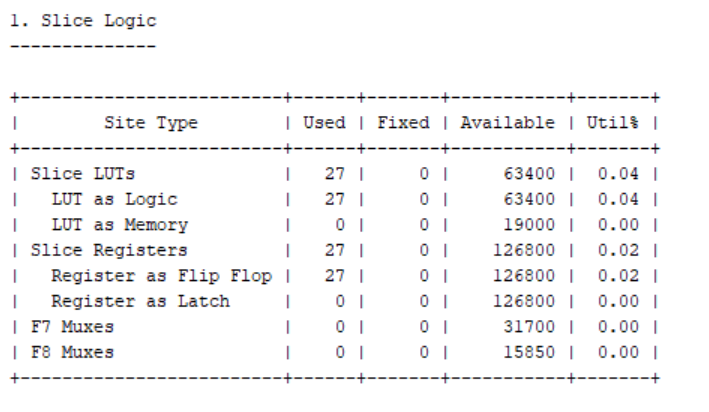 1. Slice Logic
--------------
+-------------------------+------+-------+-----------+-------+
|        Site Type        | Used | Fixed | Available | Util% |
+-------------------------+------+-------+-----------+-------+
| Slice LUTs              |   27 |     0 |     63400 |  0.04 |
|   LUT as Logic          |   27 |     0 |     63400 |  0.04 |
|   LUT as Memory         |    0 |     0 |     19000 |  0.00 |
| Slice Registers         |   27 |     0 |    126800 |  0.02 |
|   Register as Flip Flop |   27 |     0 |    126800 |  0.02 |
|   Register as Latch     |    0 |     0 |    126800 |  0.00 |
| F7 Muxes                |    0 |     0 |     31700 |  0.00 |
| F8 Muxes                |    0 |     0 |     15850 |  0.00 |
+-------------------------+------+-------+-----------+-------+